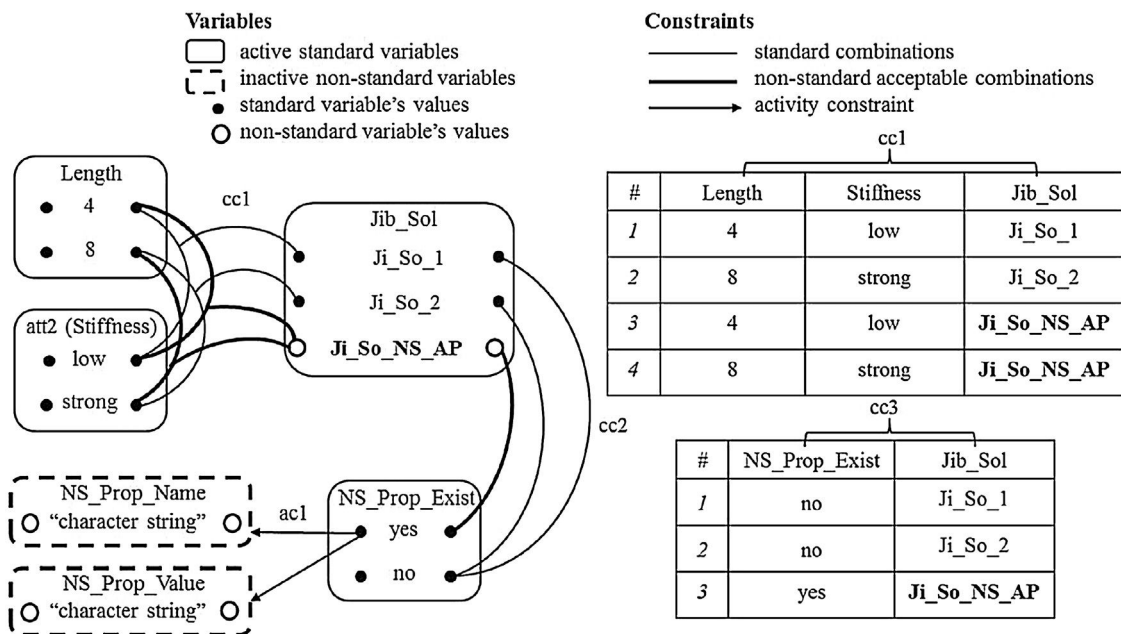 Variables
active standard variables
inactive non-standard variables
standard variable's values
non-standard variable's values
Constraints
standard combinations
non-standard acceptable combinations
activity constraint
Length
4
8
att2 (Stiffness)
low
strong
cc1
Jib_Sol
Ji_So_1
Ji_So_2
Ji_So_NS_AP
cc2
NS_Prop_Exist
yes
no
ac1
NS_Prop_Name
“character string”
NS_Prop_Value
“character string”
cc1
# Length Stiffness Jib_Sol
1 4 low Ji_So_1
2 8 strong Ji_So_2
3 4 low Ji_So_NS_AP
4 8 strong Ji_So_NS_AP
cc3
# NS_Prop_Exist Jib_Sol
1 no Ji_So_1
2 no Ji_So_2
3 yes Ji_So_NS_AP